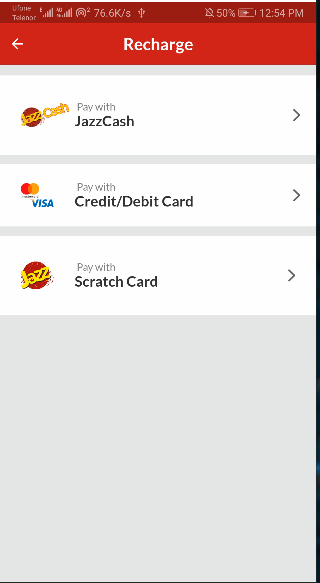 Ufone
Telenor
76.6K/s
50%
12:54 PM
Recharge
JazzCash
Pay with
JazzCash
mastercard
VISA
Pay with
Credit/Debit Card
Jazz
Pay with
Scratch Card